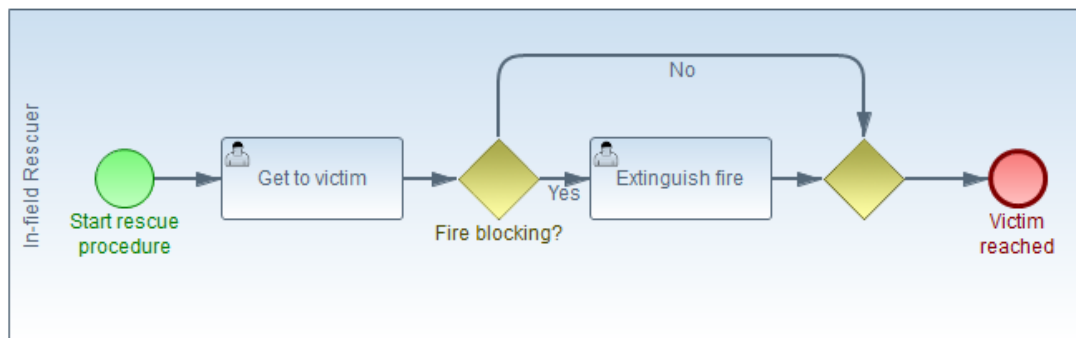 In-field Rescuer
Start rescue
procedure
Get to victim
Fire blocking?
No
Yes
Extinguish fire
Victim
reached